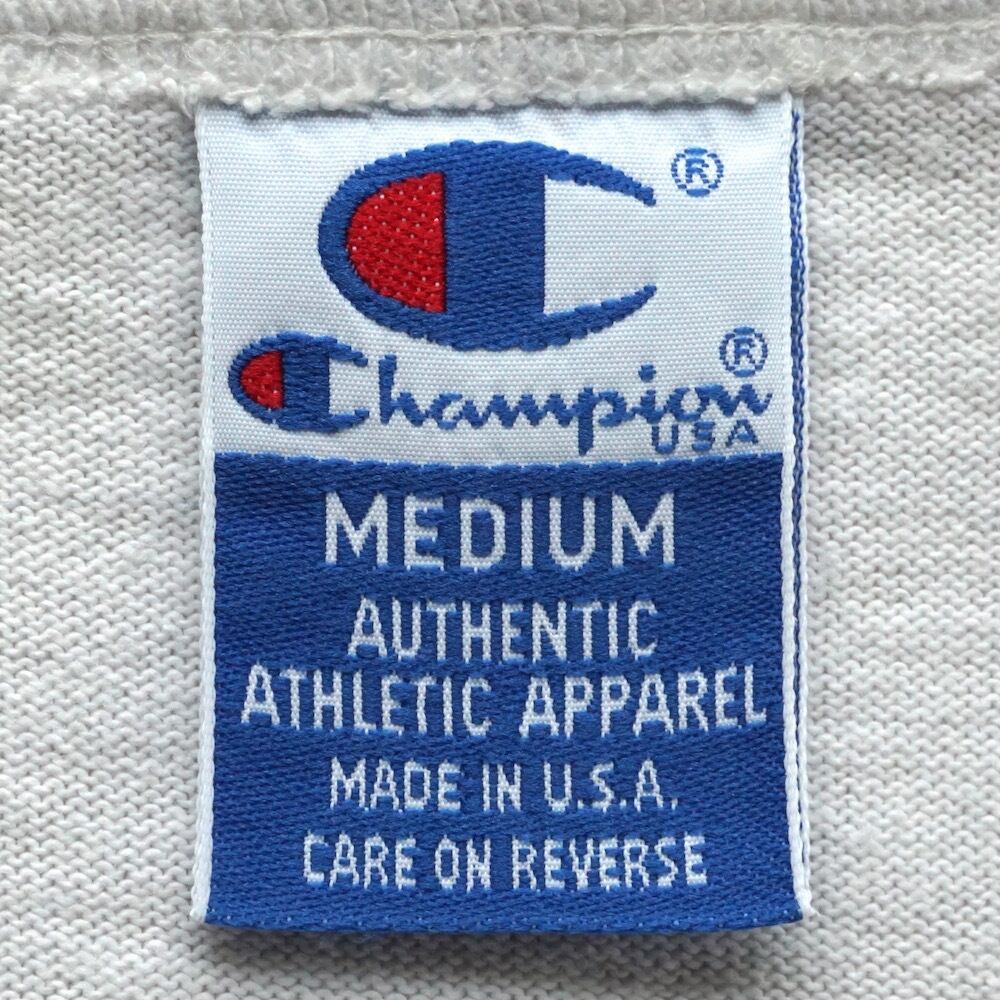 C ®
Champion ®
USA
MEDIUM
AUTHENTIC
ATHLETIC APPAREL
MADE IN U.S.A.
CARE ON REVERSE